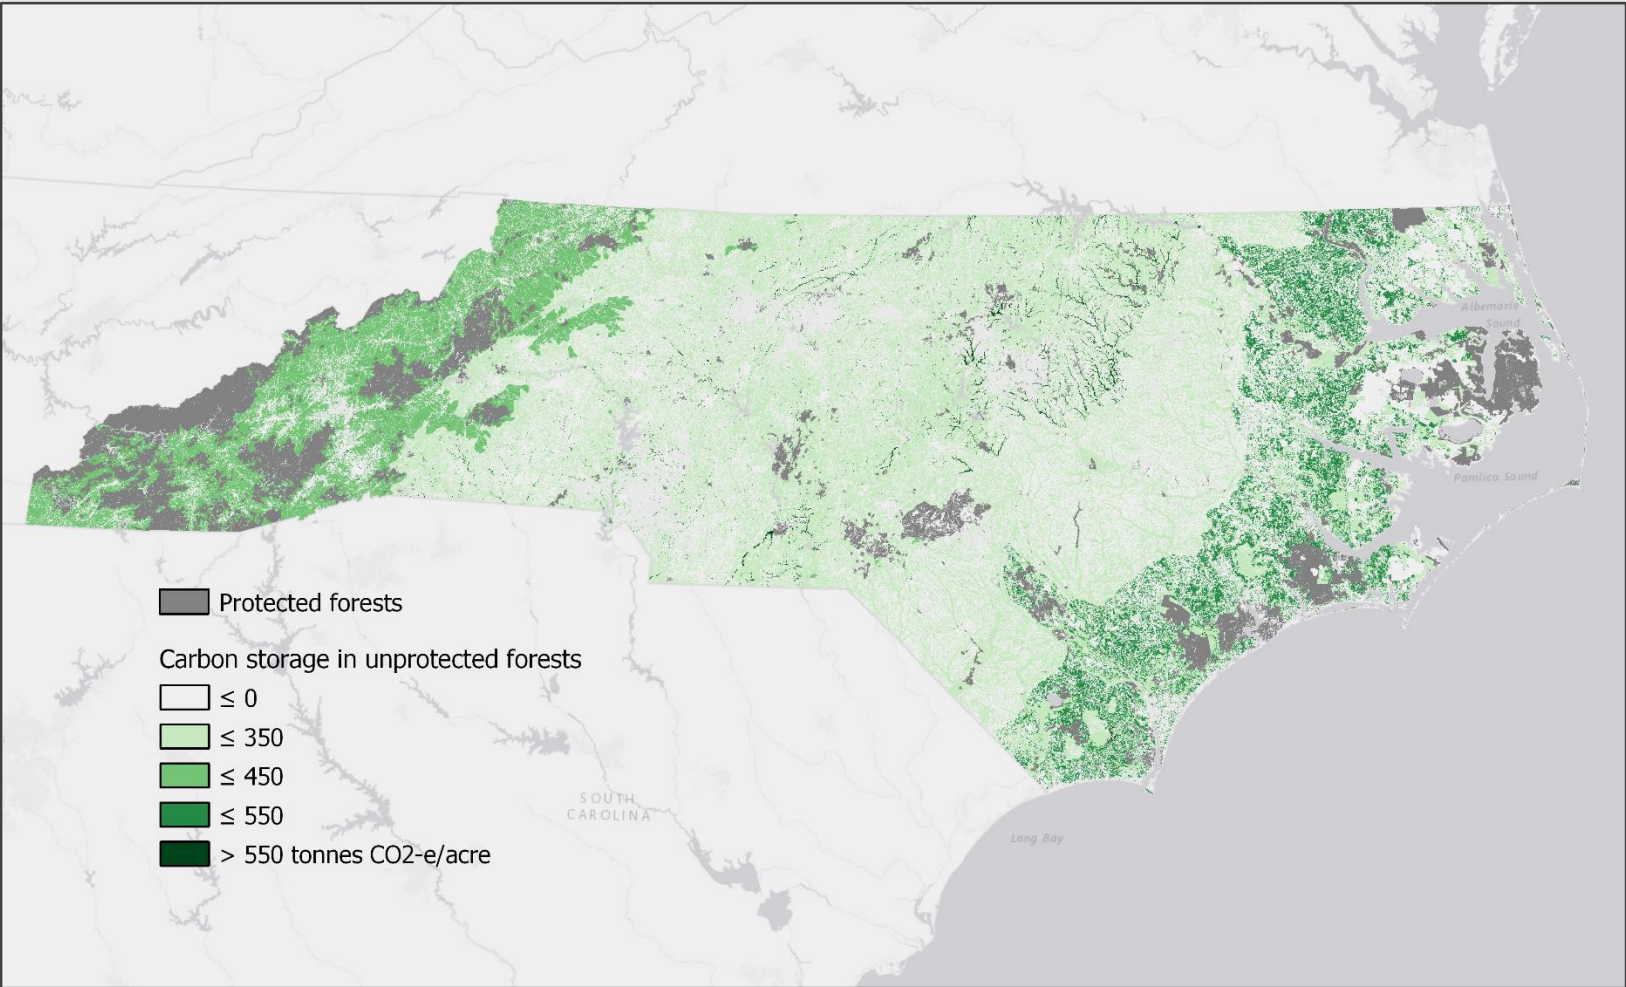 Albemarle
Sound
Pamlico Sound
Protected forests
Carbon storage in unprotected forests
≤ 0
≤ 350
≤ 450
≤ 550
> 550 tonnes CO2-e/acre
SOUTH
CAROLINA
Long Bay